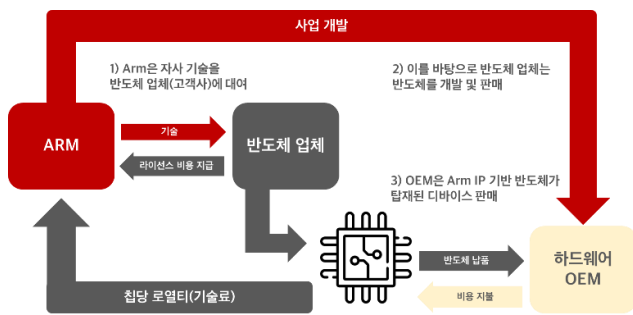 사업 개발
1) Arm은 자사 기술을
반도체 업체(고객사)에 대여
2) 이를 바탕으로 반도체 업체는
반도체를 개발 및 판매
ARM
기술
라이선스 비용 지급
반도체 업체
3) OEM은 Arm IP 기반 반도체가
탑재된 디바이스 판매
반도체 납품
비용 지불
하드웨어
OEM
칩당 로열티(기술료)